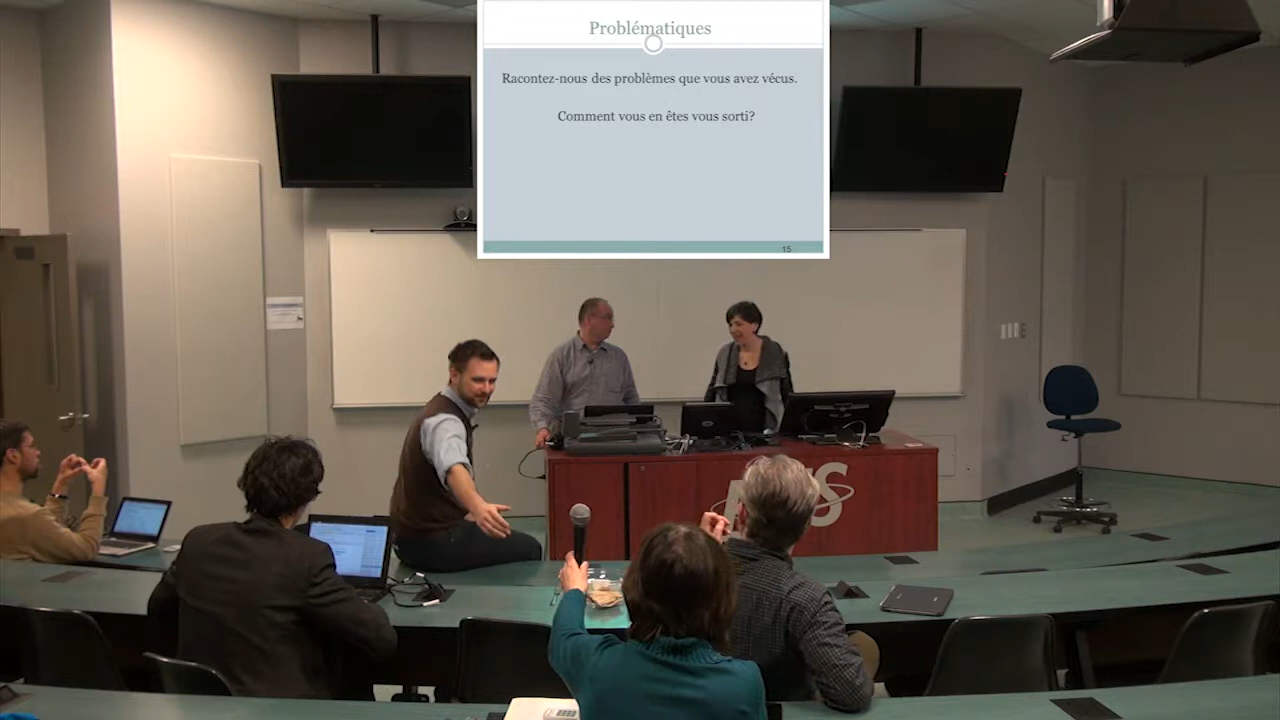 Problématiques
Racontez-nous des problèmes que vous avez vécus.
Comment vous en êtes vous sorti?
15